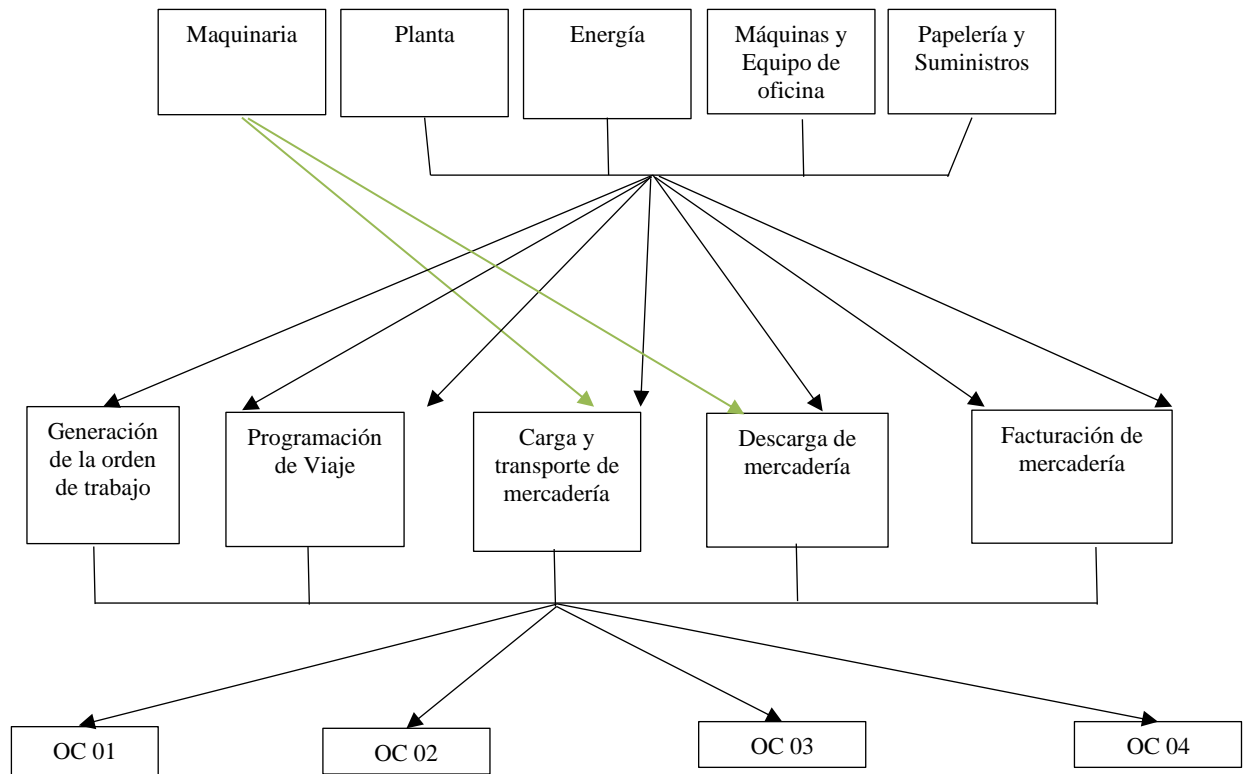 Maquinaria
Planta
Energía
Máquinas y
Equipo de
oficina
Papelería y
Suministros
Generación
de la orden
de trabajo
Programación
de Viaje
Carga y
transporte de
mercadería
Descarga de
mercadería
Facturación de
mercadería
OC 01
OC 02
OC 03
OC 04